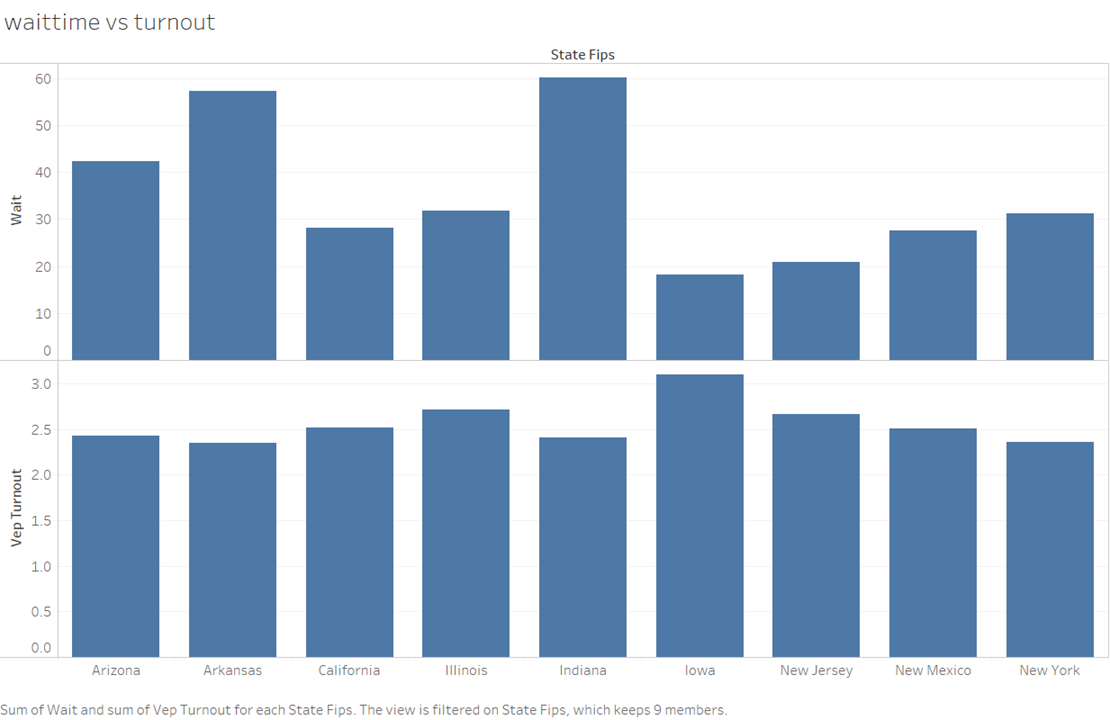 waittime vs turnout
State Fips
60
50
40
30
20
10
0
Wait
3.0
2.5
2.0
1.5
1.0
0.5
0.0
Vep Turnout
Arizona Arkansas California Illinois Indiana Iowa New Jersey New Mexico New York
Sum of Wait and sum of Vep Turnout for each State Fips. The view is filtered on State Fips, which keeps 9 members.